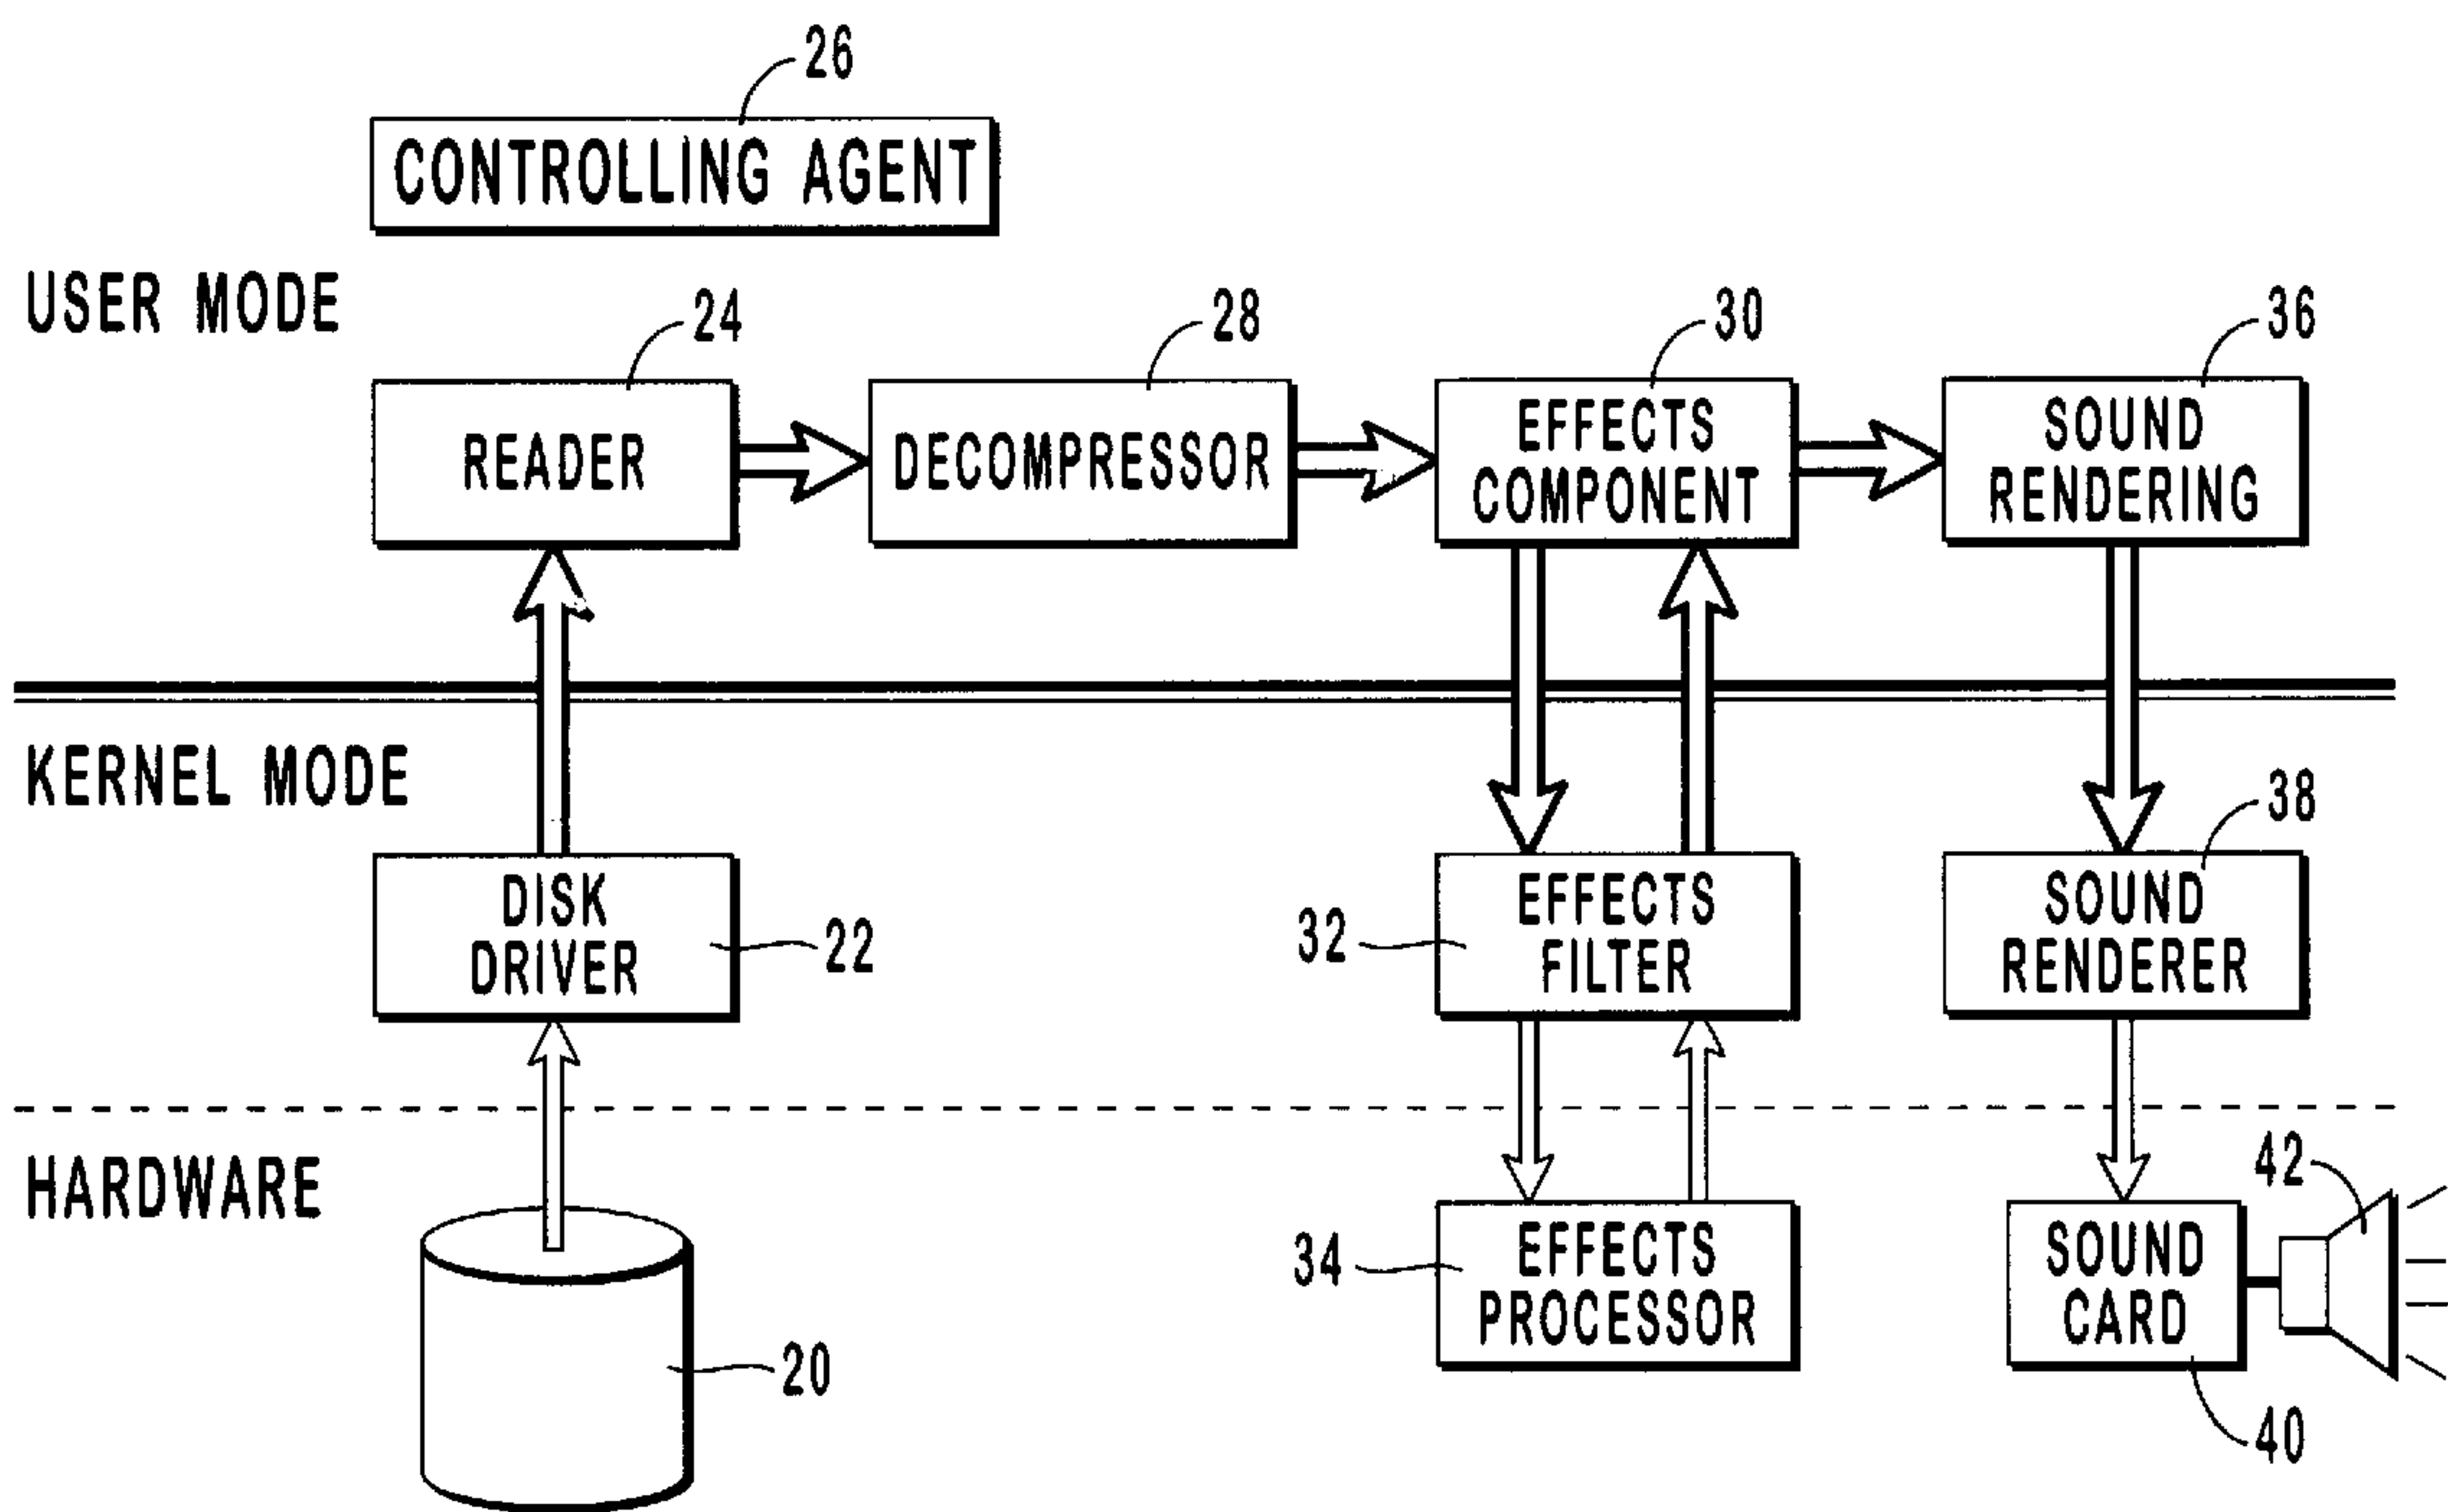 26
CONTROLLING AGENT
USER MODE
24
28
30
36
READER
DECOMPRESSOR
EFFECTS
COMPONENT
SOUND
RENDERING
KERNEL MODE
38
DISK
DRIVER
22
32
EFFECTS
FILTER
SOUND
RENDERER
HARDWARE
42
34
EFFECTS
PROCESSOR
SOUND
CARD
20
40